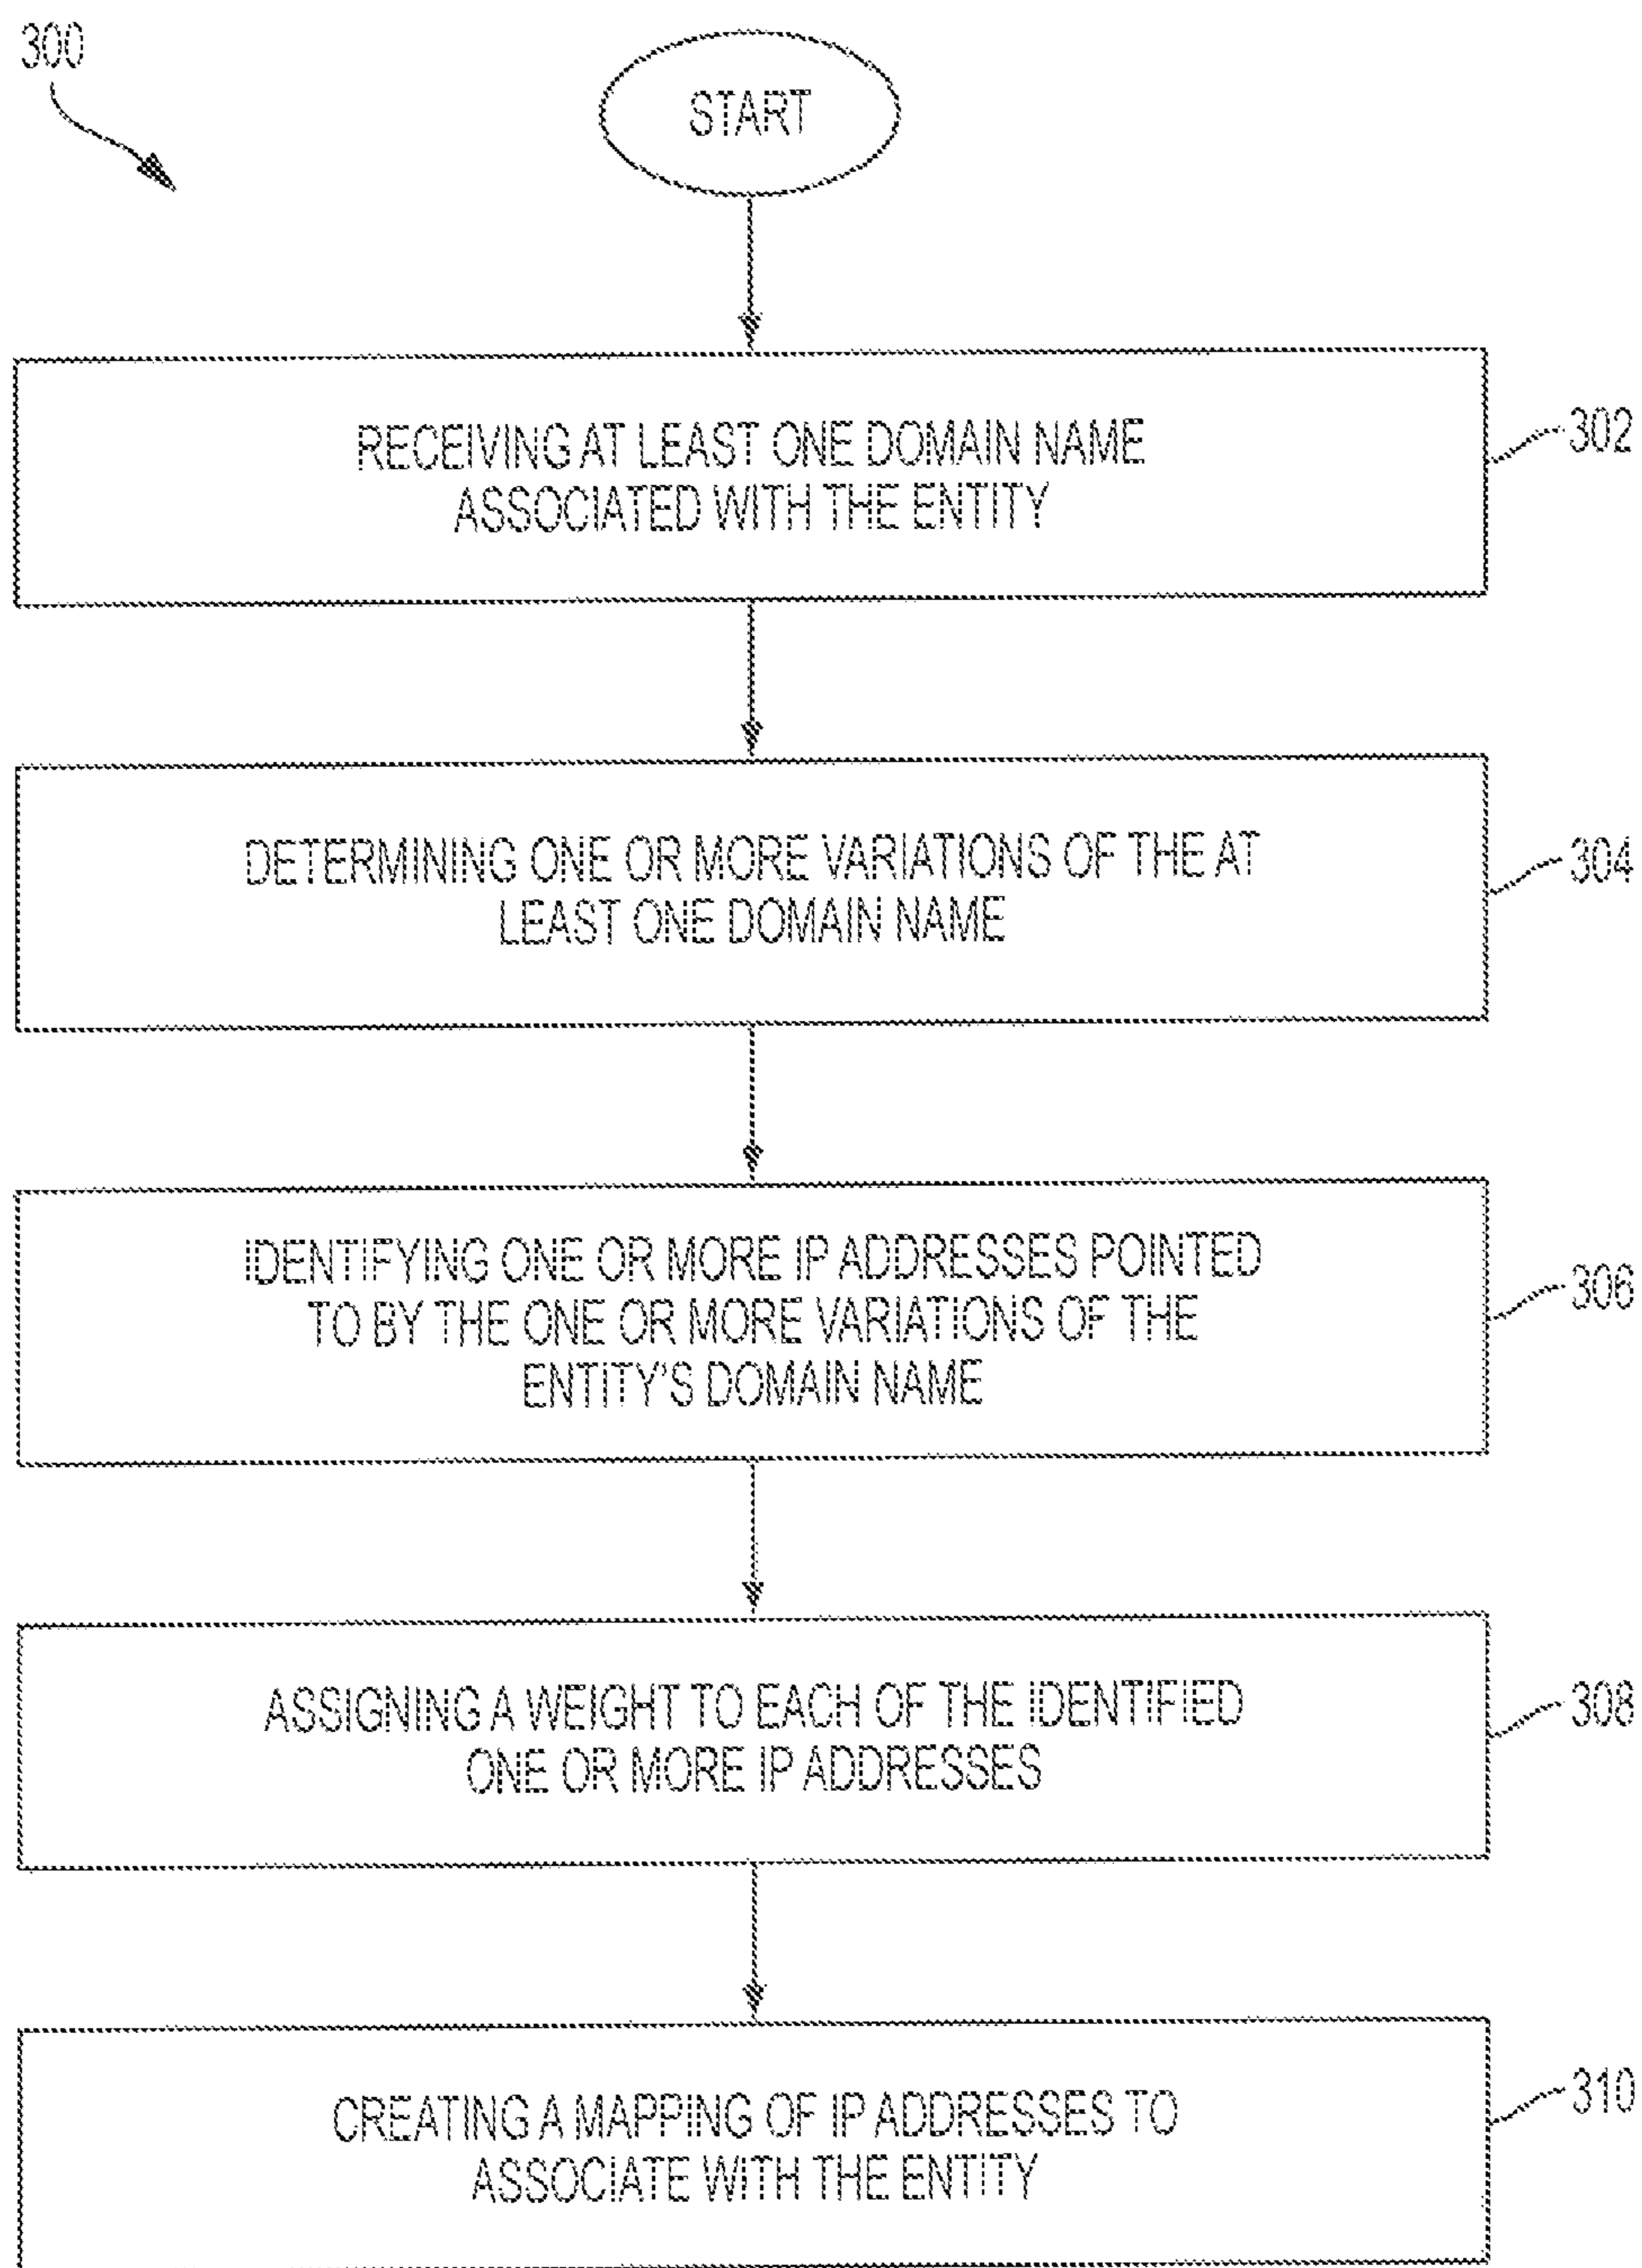 300
START
RECEIVING AT LEAST ONE DOMAIN NAME
ASSOCIATED WITH THE ENTITY
302
DETERMINING ONE OR MORE VARIATIONS OF THE AT
LEAST ONE DOMAIN NAME
304
IDENTIFYING ONE OR MORE IP ADDRESSES POINTED
TO BY THE ONE OR MORE VARIATIONS OF THE
ENTITY'S DOMAIN NAME
306
ASSIGNING A WEIGHT TO EACH OF THE IDENTIFIED
ONE OR MORE IP ADDRESSES
308
CREATING A MAPPING OF IP ADDRESSES TO
ASSOCIATE WITH THE ENTITY
310